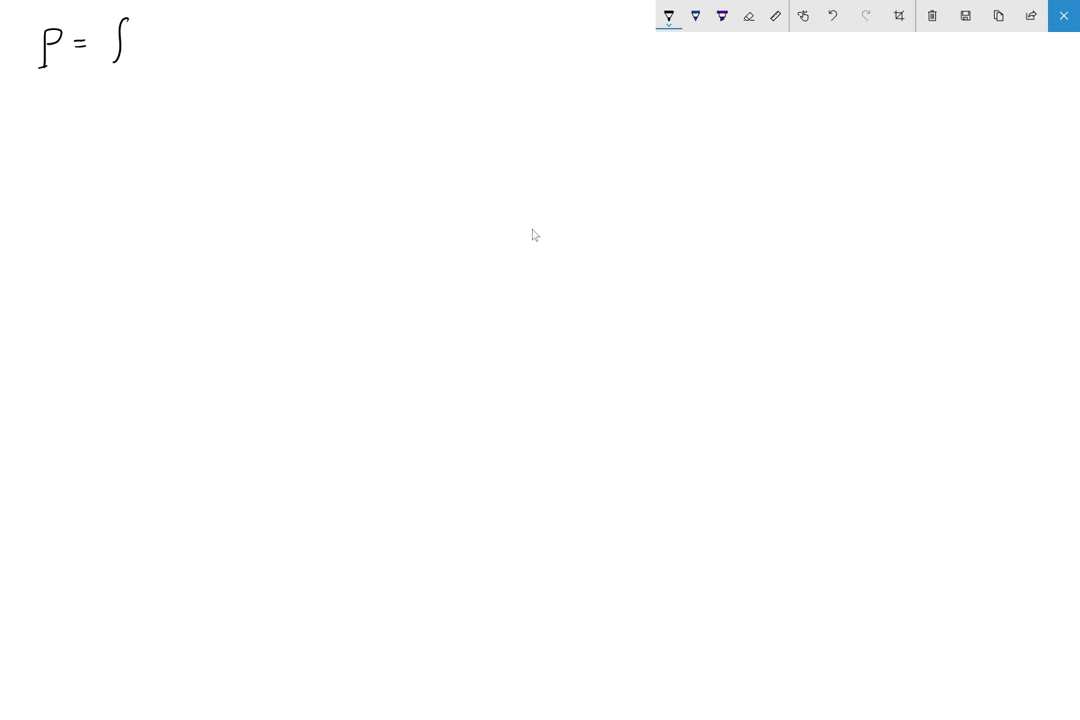 P = ∫